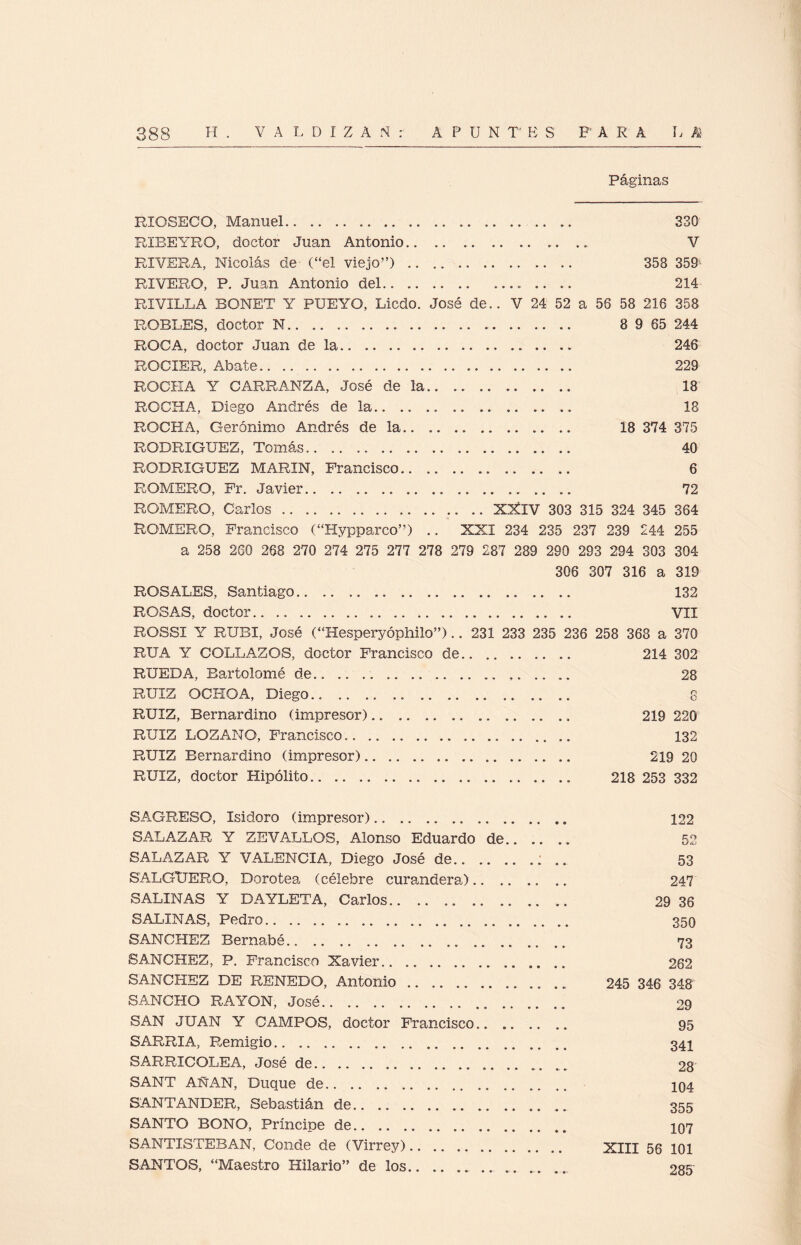 388 H. VALDIZAN: APUNTES PARA LA
Páginas
RIOSECO, Manuel.. .. .. .. .. .. .. .. .. .. .. .. .. 330
RIBEYRO, doctor Juan Antonio.. .. .. .. .. .. .. .. V
RIVERA, Nicolás de (“el viejo”) .. .. .. .. .. .. .. 358 359
RIVERO, P. Juan Antonio del.. .. .. .. .. .. .. .. 214
RIVILLA BONET Y PUEYO, Licdo. José de.. V 24 52 a 56 58 216 358
ROBLES, doctor N.. .. .. .. .. .. .. .. .. .. .. .. 8 9 65 244
ROCA, doctor Juan de la.. .. .. .. .. .. .. .. .. .. 246
ROCIER, Abate.. .. .. .. .. .. .. .. .. .. .. .. .. 229
ROCHA Y CARRANZA, José de la.. .. .. .. .. .. .. 18
ROCHA, Diego Andrés de la.. .. .. .. .. .. .. .. .. 18
ROCHA, Gerónimo Andrés de la.. .. .. .. .. .. .. 18 374 375
RODRIGUEZ, Tomás.. .. .. .. .. .. .. .. .. .. .. .. 40
RODRIGUEZ MARIN, Francisco.. .. .. .. .. .. .. .. 6
ROMERO, Fr. Javier.. .. .. .. .. .. .. .. .. .. .. .. 72
ROMERO, Carlos .. .. .. .. .. .. .. .. .. XXIV 303 315 324 345 364
ROMERO, Francisco (“Hypparco”) .. XXI 234 235 237 239 244 255
a 258 260 268 270 274 275 277 278 279 287 289 290 293 294 303 304
306 307 316 a 319
ROSALES, Santiago.. .. .. .. .. .. .. .. .. .. .. .. 132
ROSAS, doctor.. .. .. .. .. .. .. .. .. .. .. .. .. .. VII
ROSSI Y RUBI, José (“Hesperyóphilo”).. 231 233 235 236 258 368 a 370
RUA Y COLLAZOS, doctor Francisco de.. .. .. .. .. 214 302
RUEDA, Bartolomé de.. .. .. .. .. .. .. .. .. .. .. 28
RUIZ OCHOA, Diego.. .. .. .. .. .. .. .. .. .. .. .. 8
RUIZ, Bernardino (impresor).. .. .. .. .. .. .. .. .. 219 220
RUIZ LOZANO, Francisco.. .. .. .. .. .. .. .. .. .. 132
RUIZ Bernardino (impresor).. .. .. .. .. .. .. .. .. 219 20
RUIZ, doctor Hipólito.. .. .. .. .. .. .. .. .. .. .. 218 253 332
SAGRESO, Isidoro (impresor).. .. .. .. .. .. .. .. .. 122
SALAZAR Y ZEVALLOS, Alonso Eduardo de.. .. .. 52
SALAZAR Y VALENCIA, Diego José de.. .. .. .. .. 53
SALGUERO, Dorotea (célebre curandera).. .. .. .. .. 247
SALINAS Y DAYLETA, Carlos.. .. .. .. .. .. .. .. 29 36
SALINAS, Pedro.. .. .. .. .. .. .. .. .. .. .. .. .. 350
SANCHEZ Bernabé.. .. .. .. .. .. .. .. .. .. .. .. 73
SANCHEZ, P. Francisco Xavier.. .. .. .. .. .. .. .. 262
SANCHEZ DE RENEDO, Antonio .. .. .. .. .. .. .. 245 346 348
SANCHO RAYON, José.. .. .. .. .. .. .. .. .. .. .. 29
SAN JUAN Y CAMPOS, doctor Francisco.. .. .. .. 95
SARRIA, Remigio.. .. .. .. .. .. .. .. .. .. .. .. .. 341
SARRICOLEA, José de.. .. .. .. .. .. .. .. .. .. .. 28
SANT AÑAN, Duque de.. .. .. .. .. .. .. .. .. .. .. 104
SANTANDER, Sebastián de.. .. .. .. .. .. .. .. .. .. 355
SANTO BONO, Príncipe de.. .. .. .. .. .. .. .. .. .. 107
SANTISTEBAN, Conde de (Virrey).. .. .. .. .. .. .. XIII 56 101
SANTOS, “Maestro Hilario” de los.. .. .. .. .. .. .. 285